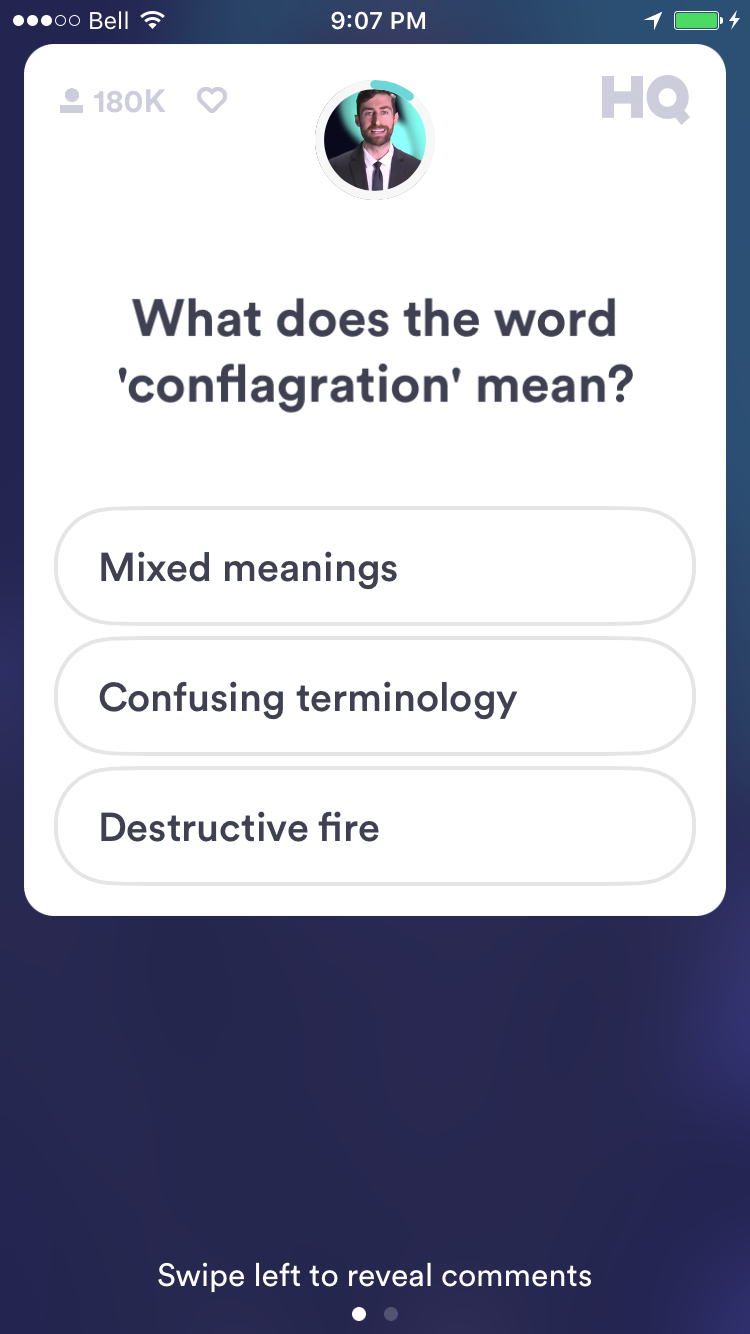 Bell 9:07 PM
180K HQ
What does the word
'conflagration' mean?
Mixed meanings
Confusing terminology
Destructive fire
Swipe left to reveal comments